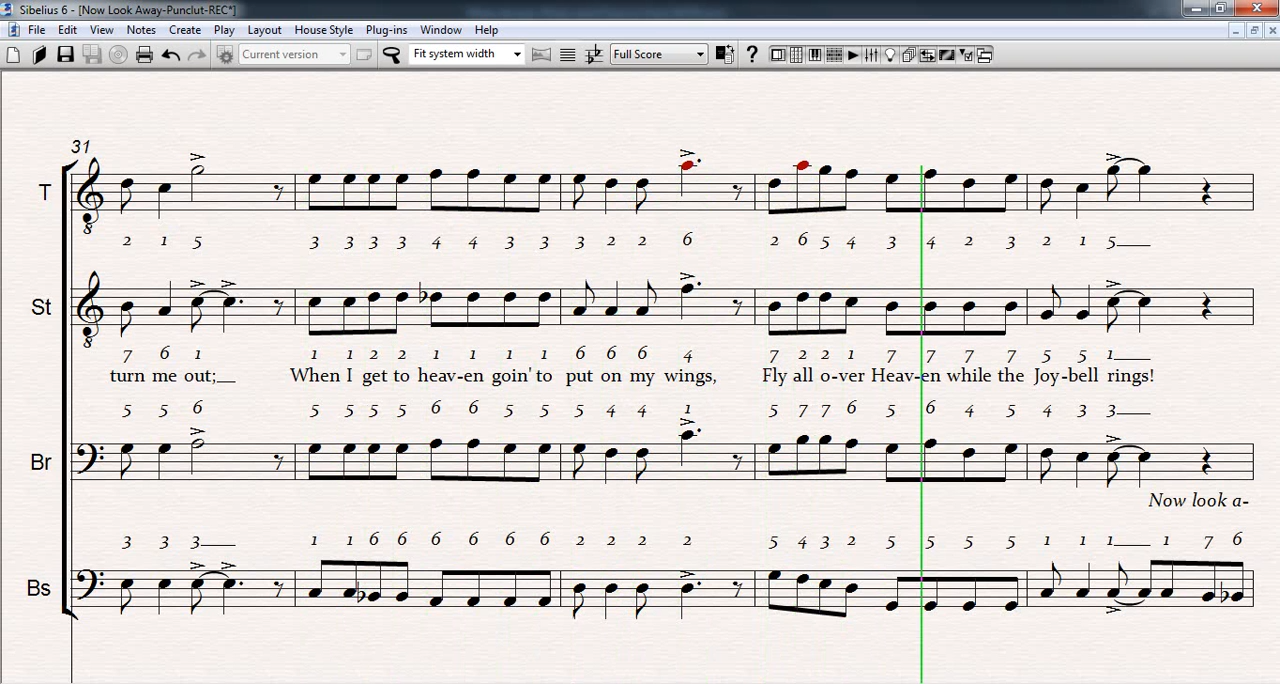 Sibelius 6 - [Now Look Away-Punclut-REC*]
File Edit View Notes Create Play Layout House Style Plug-ins Window Help
Current version Fit system width Full Score
31
T
8
2 1 5 3 3 3 3 4 4 3 3 3 2 2 6 2 6 5 4 3 4 2 3 2 1 5
St
8
7 6 1 1 1 2 2 1 1 1 1 6 6 6 4 7 2 2 1 7 7 7 7 5 5 1
turn me out;__ When I get to heav-en goin' to put on my wings, Fly all o-ver Heav-en while the Joy-bell rings!
5 5 6 5 5 5 5 6 6 5 5 5 4 4 1 5 7 7 6 5 6 4 5 4 3 3
Br
Now look a-
3 3 3 1 1 6 6 6 6 6 6 2 2 2 2 5 4 3 2 5 5 5 5 1 1 1 1 7 6
Bs